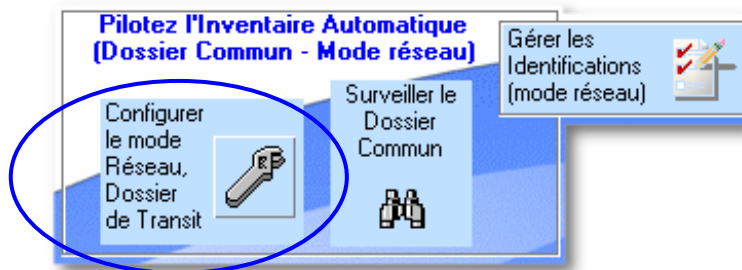 Pilotez l'Inventaire Automatique
(Dossier Commun - Mode réseau)
Gérer les
Identifications
(mode réseau)
Configurer
le mode
Réseau,
Dossier
de Transit
Surveiller le
Dossier
Commun